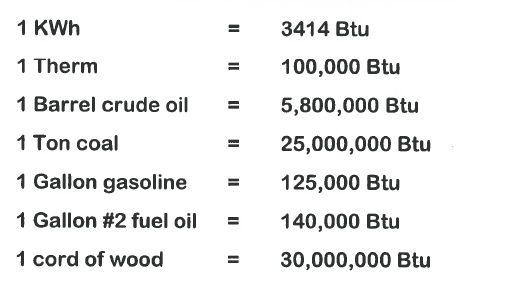 1 KWh = 3414 Btu
1 Therm = 100,000 Btu
1 Barrel crude oil = 5,800,000 Btu
1 Ton coal = 25,000,000 Btu
1 Gallon gasoline = 125,000 Btu
1 Gallon #2 fuel oil = 140,000 Btu
1 cord of wood = 30,000,000 Btu